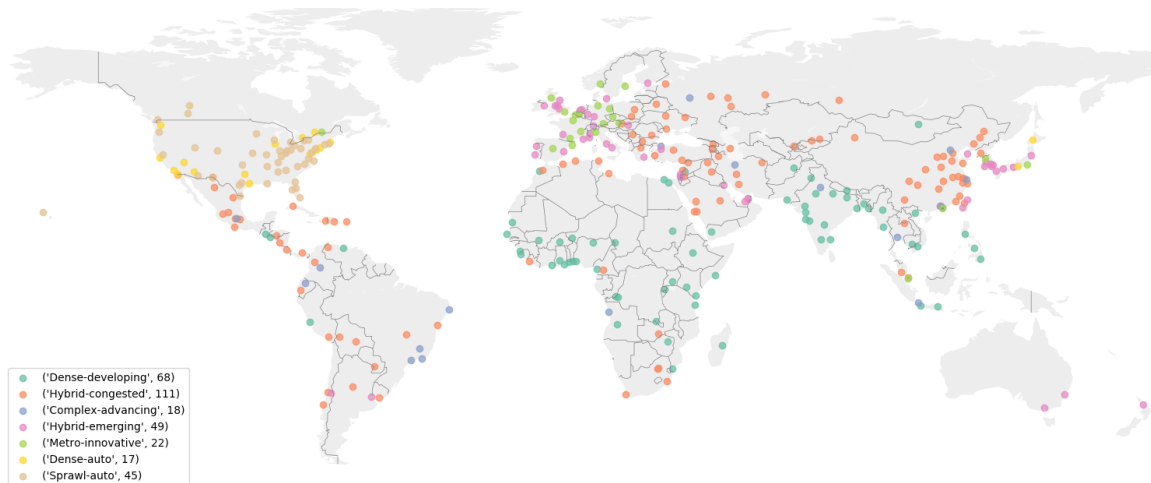 ('Dense-developing', 68)
('Hybrid-congested', 111)
('Complex-advancing', 18)
('Hybrid-emerging', 49)
('Metro-innovative', 22)
('Dense-auto', 17)
('Sprawl-auto', 45)